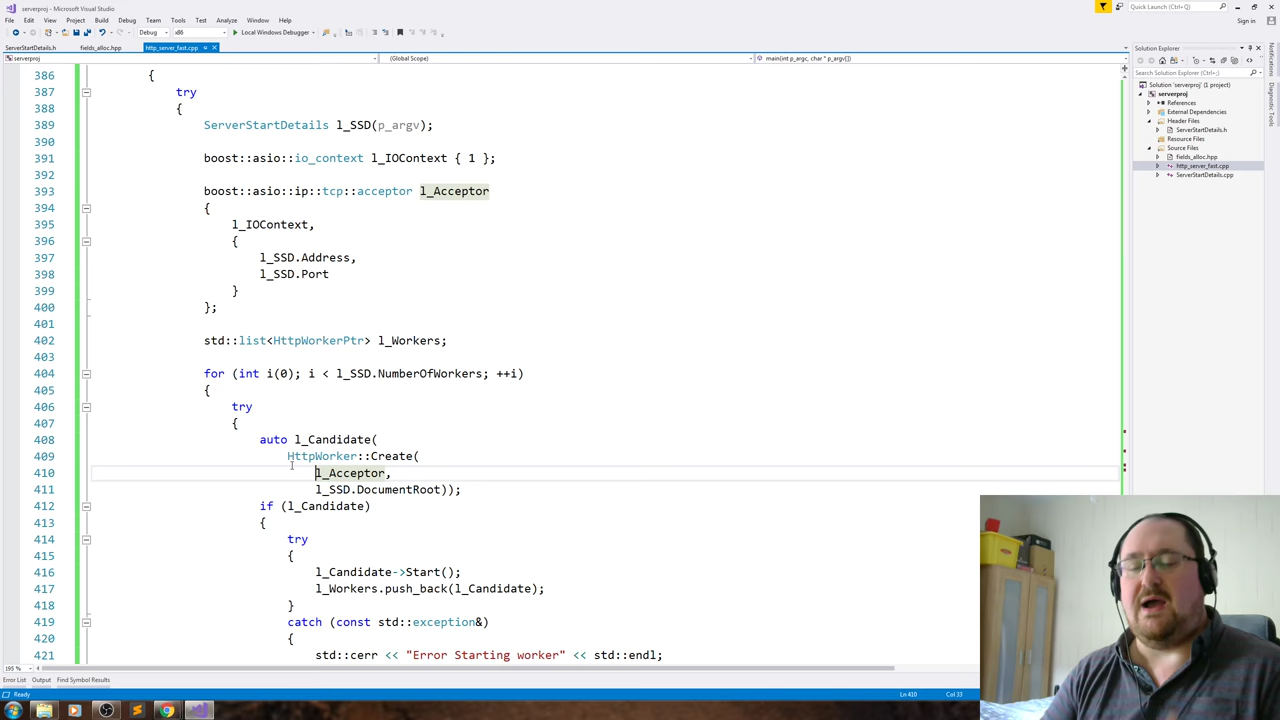 serverproj - Microsoft Visual Studio
Quick Launch (Ctrl+;)
File Edit View Project Build Debug Team Tools Test Analyze Window Help
Sign in
Debug x86 Local Windows Debugger
ServerStartDetails.h fields_alloc.hpp http_server_fast.cpp
Solution Explorer
serverproj (Global Scope) main(int p_argc, char * p_argv[])
Search Solution Explorer (Ctrl+;)
Solution 'serverproj' (1 project)
serverproj
References
External Dependencies
Header Files
ServerStartDetails.h
Resource Files
Source Files
fields_alloc.hpp
http_server_fast.cpp
ServerStartDetails.cpp
Notifications
Diagnostic Tools
386 {
387 try
388 {
389 ServerStartDetails l_SSD(p_argv);
390
391 boost::asio::io_context l_IOContext { 1 };
392
393 boost::asio::ip::tcp::acceptor l_Acceptor
394 {
395 l_IOContext,
396 {
397 l_SSD.Address,
398 l_SSD.Port
399 }
400 };
401
402 std::list<HttpWorkerPtr> l_Workers;
403
404 for (int i(0); i < l_SSD.NumberOfWorkers; ++i)
405 {
406 try
407 {
408 auto l_Candidate(
409 HttpWorker::Create(
410 l_Acceptor,
411 l_SSD.DocumentRoot));
412 if (l_Candidate)
413 {
414 try
415 {
416 l_Candidate->Start();
417 l_Workers.push_back(l_Candidate);
418 }
419 catch (const std::exception&)
420 {
421 std::cerr << "Error Starting worker" << std::endl;
195 %
Error List Output Find Symbol Results
Ready Ln 410 Col 33